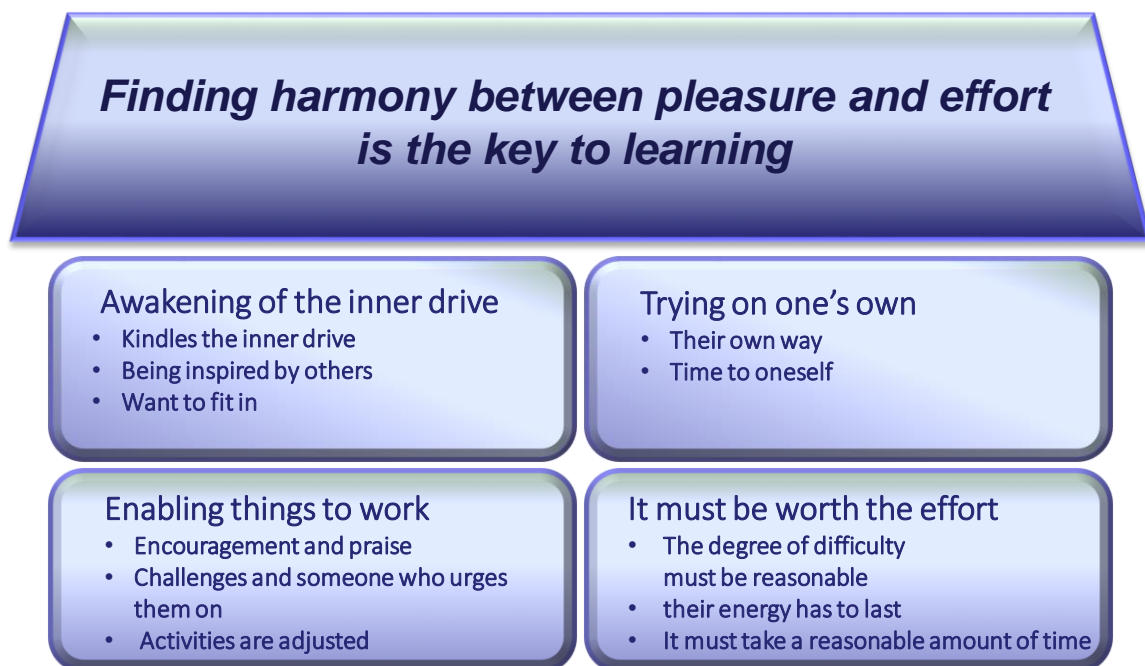 Finding harmony between pleasure and effort
is the key to learning
Awakening of the inner drive
• Kindles the inner drive
• Being inspired by others
• Want to fit in
Trying on one’s own
• Their own way
• Time to oneself
Enabling things to work
• Encouragement and praise
• Challenges and someone who urges
them on
• Activities are adjusted
It must be worth the effort
• The degree of difficulty
must be reasonable
• their energy has to last
• It must take a reasonable amount of time